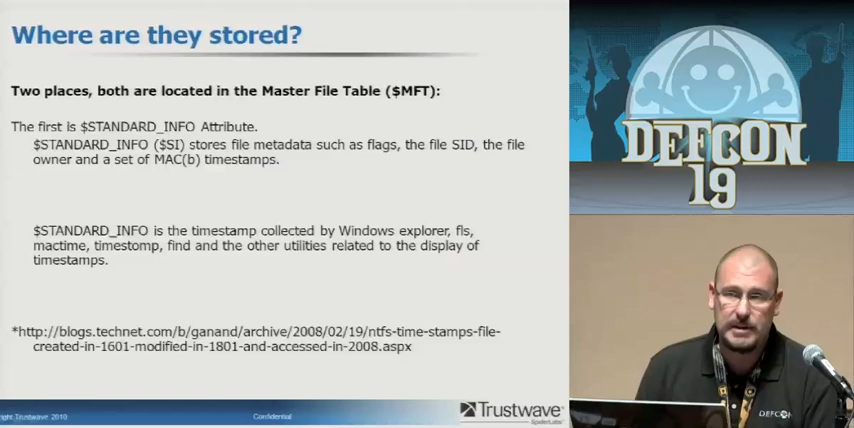 Where are they stored?
Two places, both are located in the Master File Table ($MFT):
The first is $STANDARD_INFO Attribute.
$STANDARD_INFO ($SI) stores file metadata such as flags, the file SID, the file
owner and a set of MAC(b) timestamps.
$STANDARD_INFO is the timestamp collected by Windows explorer, fls,
mactime, timestomp, find and the other utilities related to the display of
timestamps.
*http://blogs.technet.com/b/ganand/archive/2008/02/19/ntfs-time-stamps-file-
created-in-1601-modified-in-1801-and-accessed-in-2008.aspx
right Trustwave 2010
Confidential
Trustwave®
SpiderLabs®
DEFCON
19
DEFCON